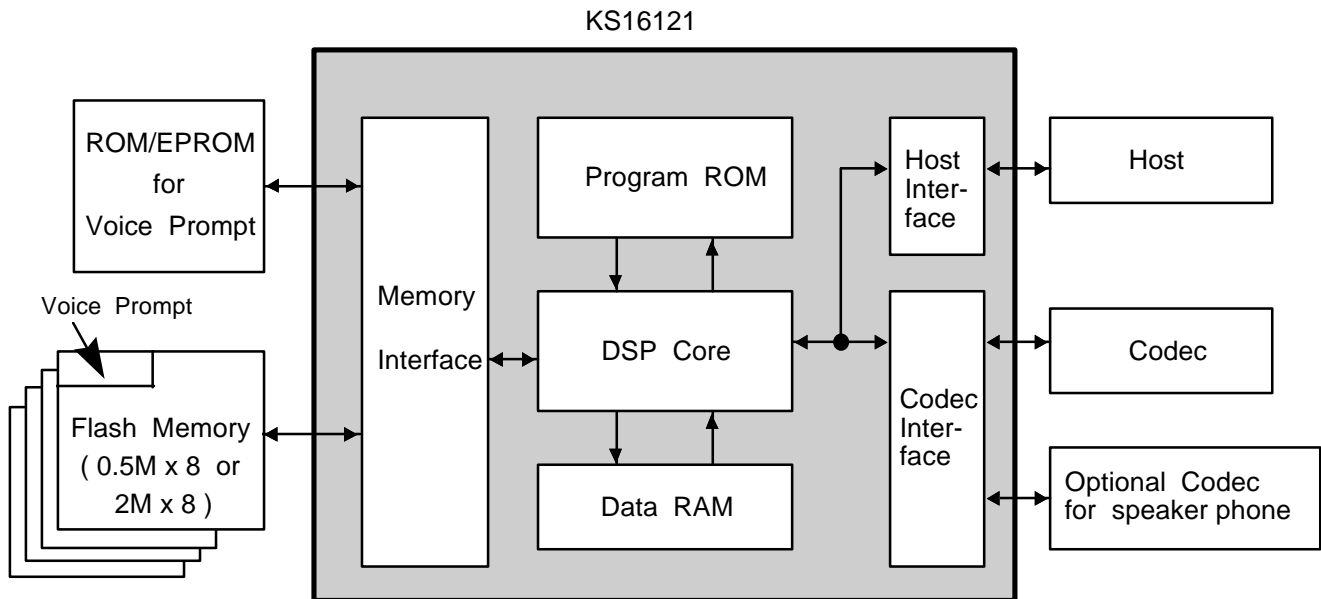 KS16121
ROM/EPROM
for
Voice Prompt
Voice Prompt
Flash Memory
( 0.5M x 8 or
2M x 8 )
Memory
Interface
Program ROM
DSP Core
Data RAM
Host
Inter-
face
Codec
Inter-
face
Host
Codec
Optional Codec
for speaker phone